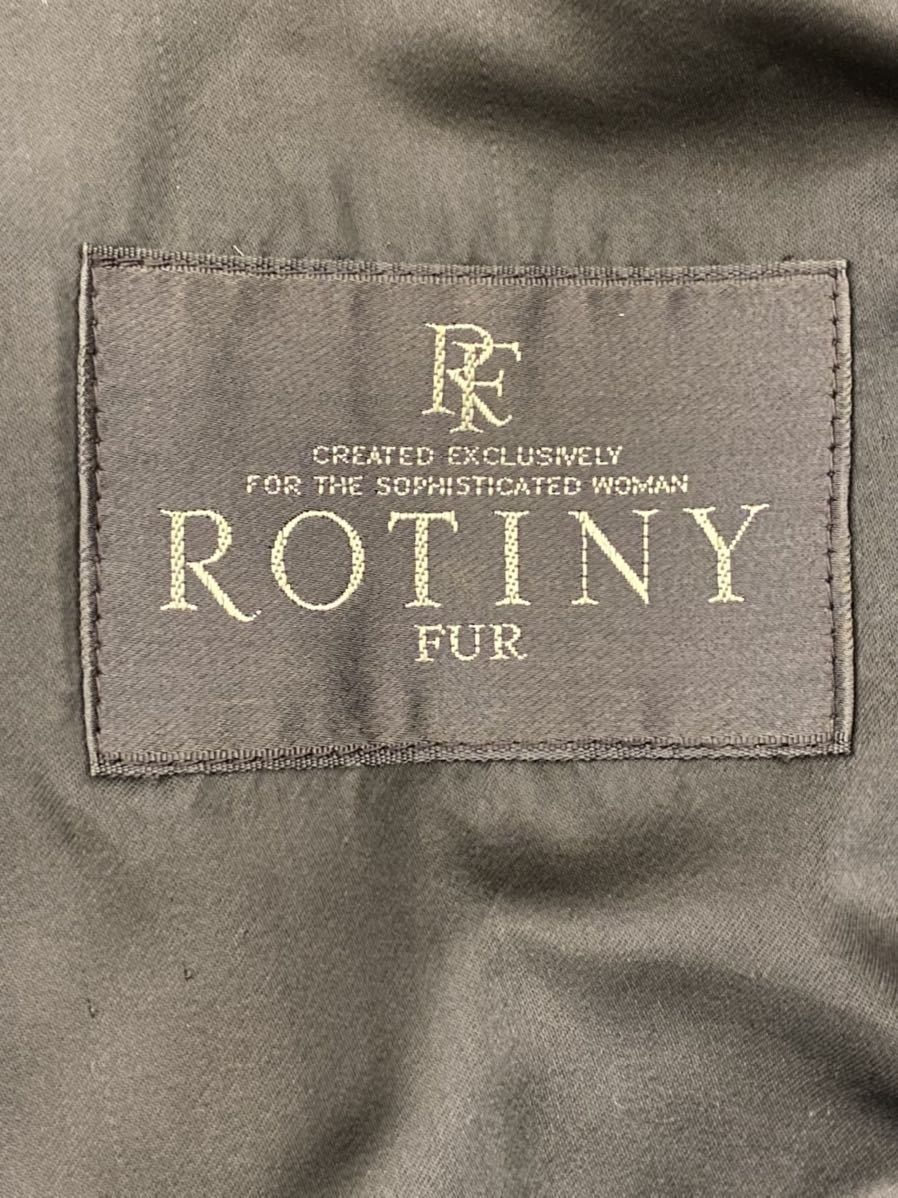 RF
CREATED EXCLUSIVELY
FOR THE SOPHISTICATED WOMAN
ROTINY
FUR